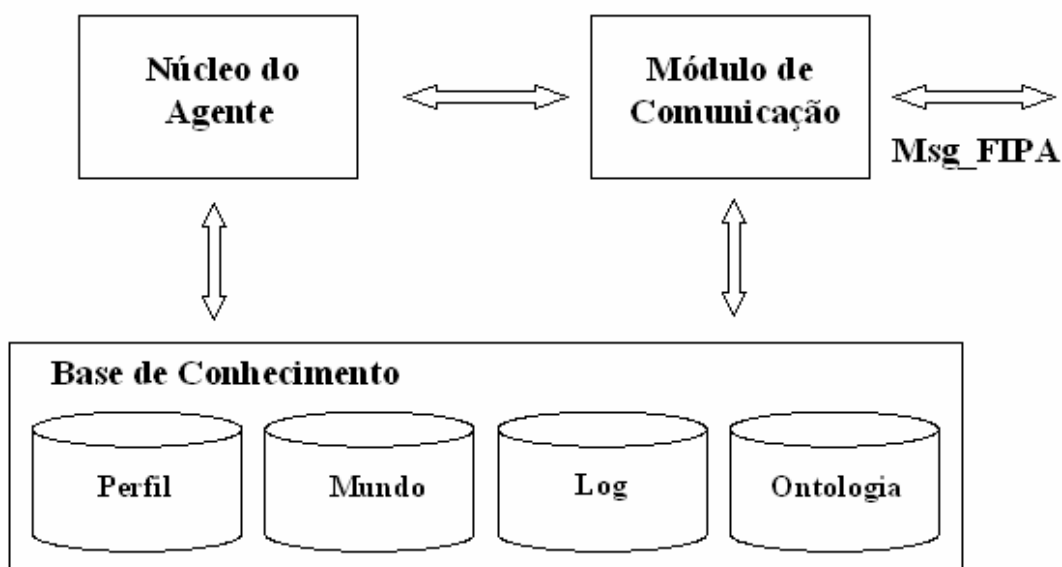 Núcleo do
Agente
Módulo de
Comunicação
Msg_FIPA
Base de Conhecimento
Perfil
Mundo
Log
Ontologia